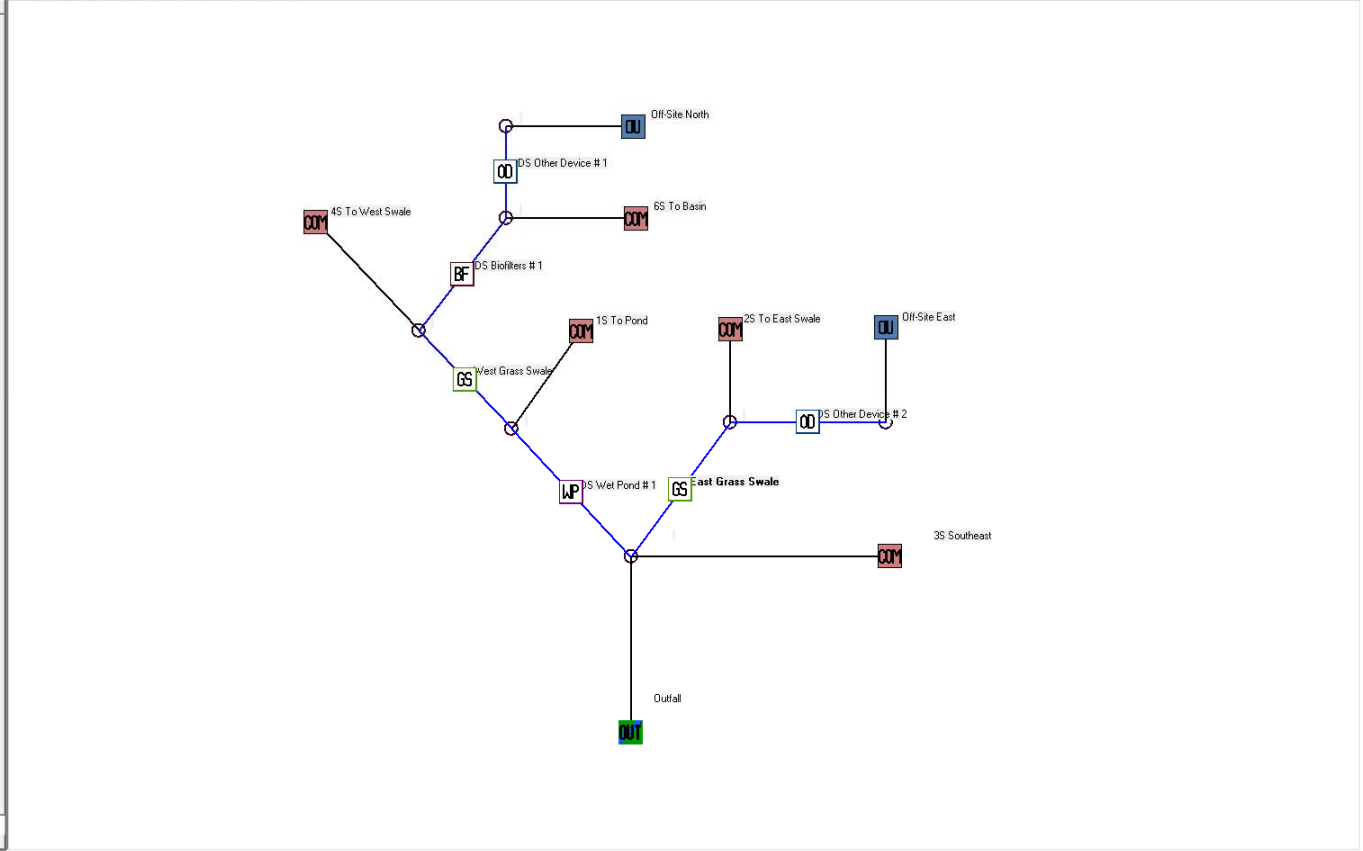 Off-Site North
OU
DS Other Device # 1
OD
6S To Basin
COM
4S To West Swale
COM
DS Biofilters # 1
BF
1S To Pond
COM
2S To East Swale
COM
Off-Site East
OU
West Grass Swale
GS
DS Other Device # 2
OD
DS Wet Pond # 1
WP
East Grass Swale
GS
3S Southeast
COM
Outfall
OUT